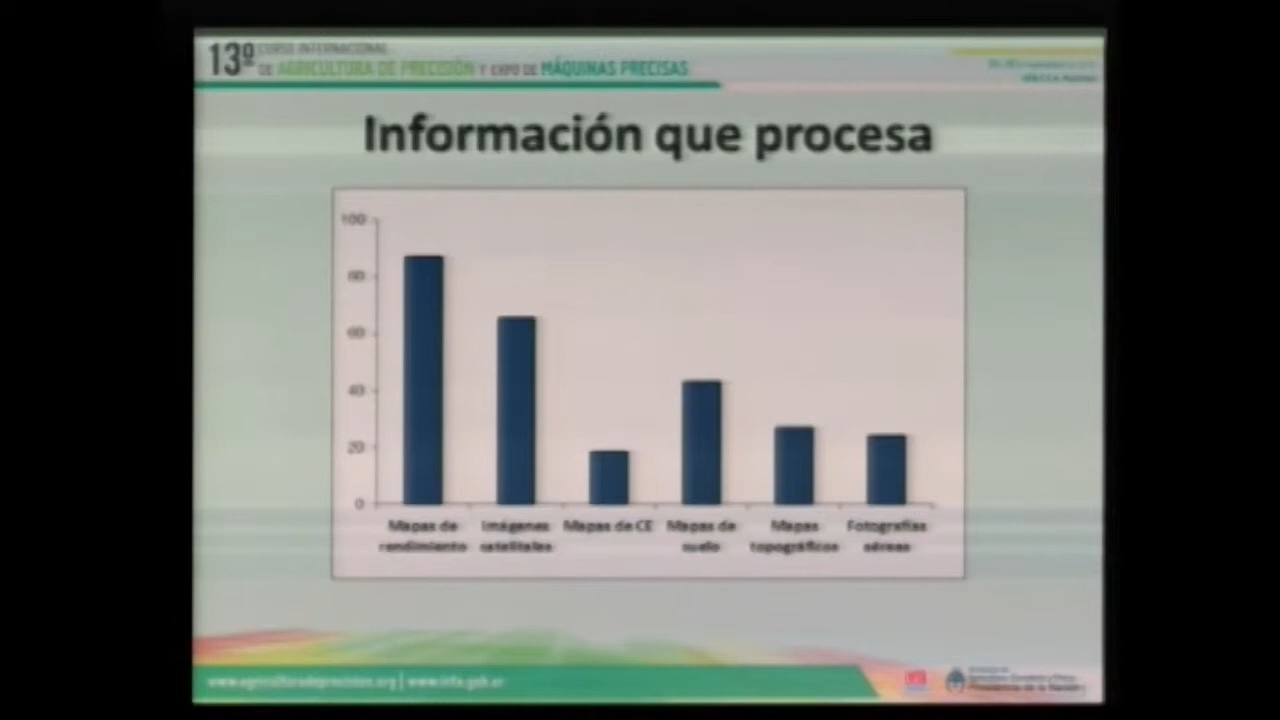 13º CURSO INTERNACIONAL
DE AGRICULTURA DE PRECISIÓN Y EXPO DE MÁQUINAS PRECISAS
Información que procesa
100
80
60
40
20
0
Mapas de rendimiento
Imágenes satelitales
Mapas de CE
Mapas de suelo
Mapas topográficos
Fotografías aéreas
www.agriculturadeprecision.org | www.inta.gob.ar